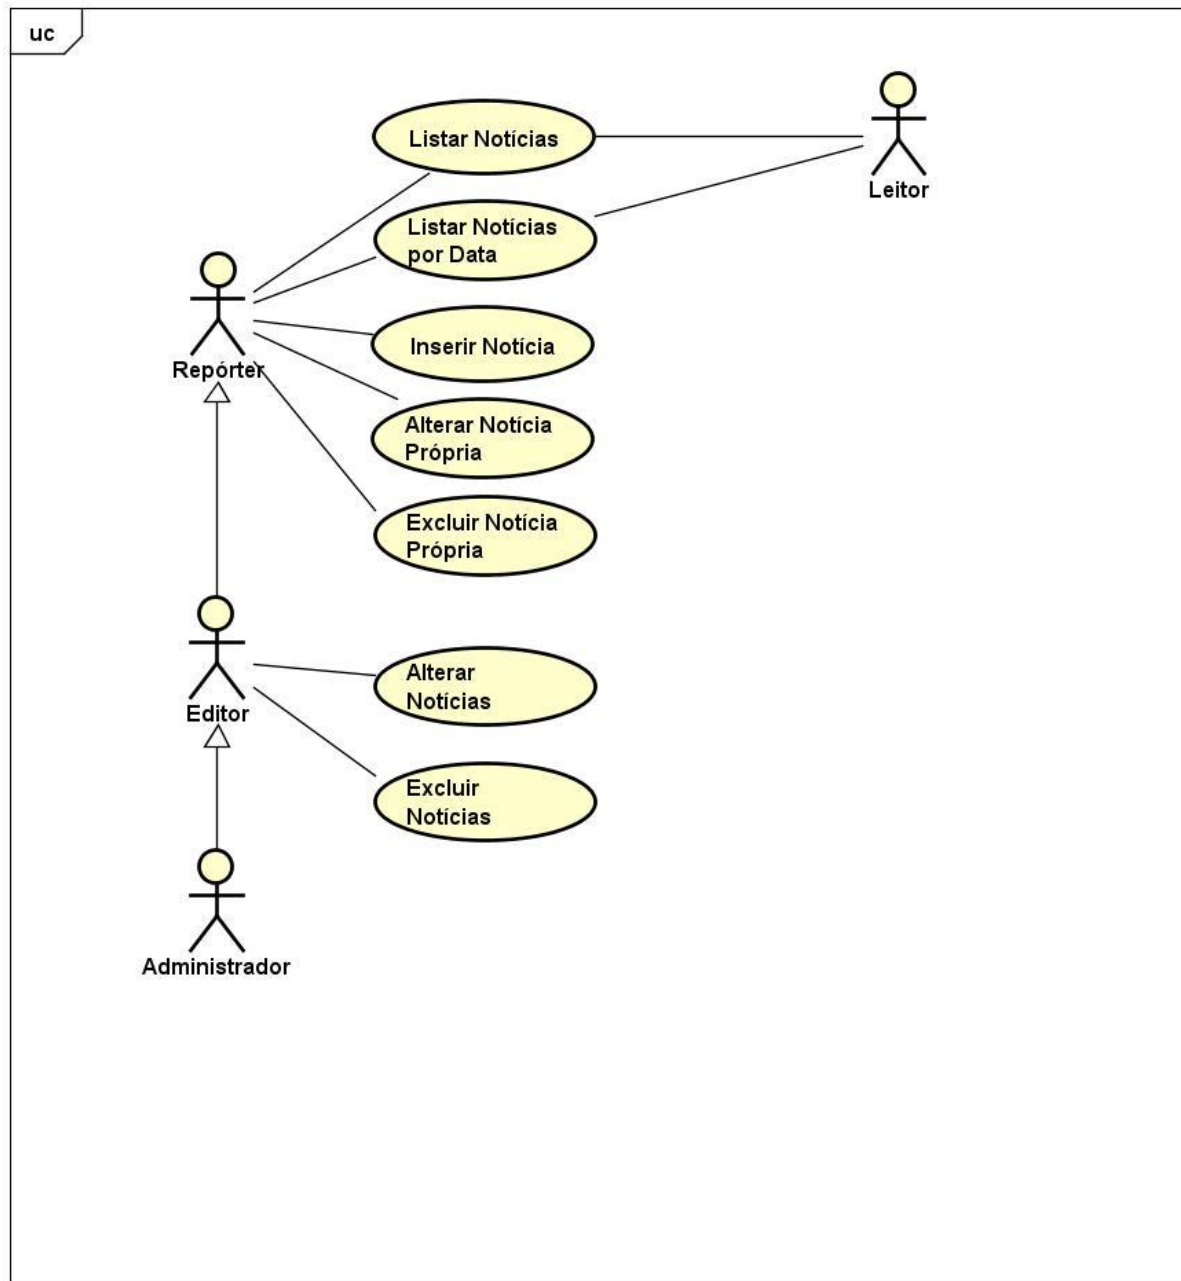 uc
Listar Notícias
Leitor
Listar Notícias
por Data
Repórter
Inserir Notícia
Alterar Notícia
Própria
Excluir Notícia
Própria
Editor
Alterar
Notícias
Excluir
Notícias
Administrador